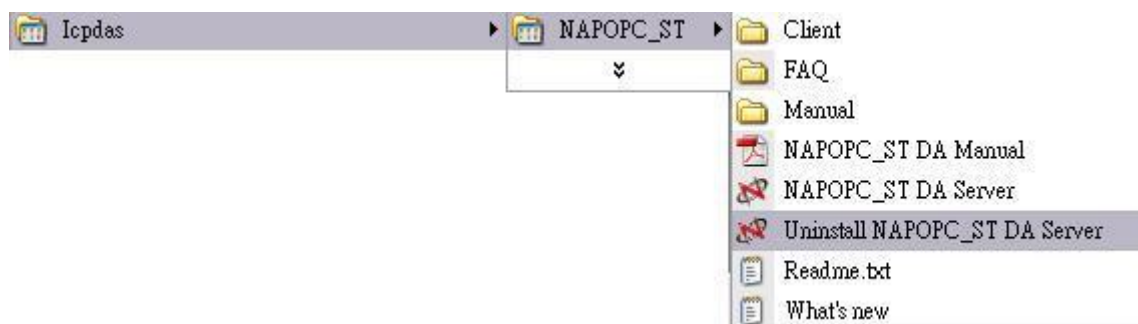 Icpdas
NAPOPC_ST
Client
FAQ
Manual
NAPOPC_ST DA Manual
NAPOPC_ST DA Server
Uninstall NAPOPC_ST DA Server
Readme.txt
What's new